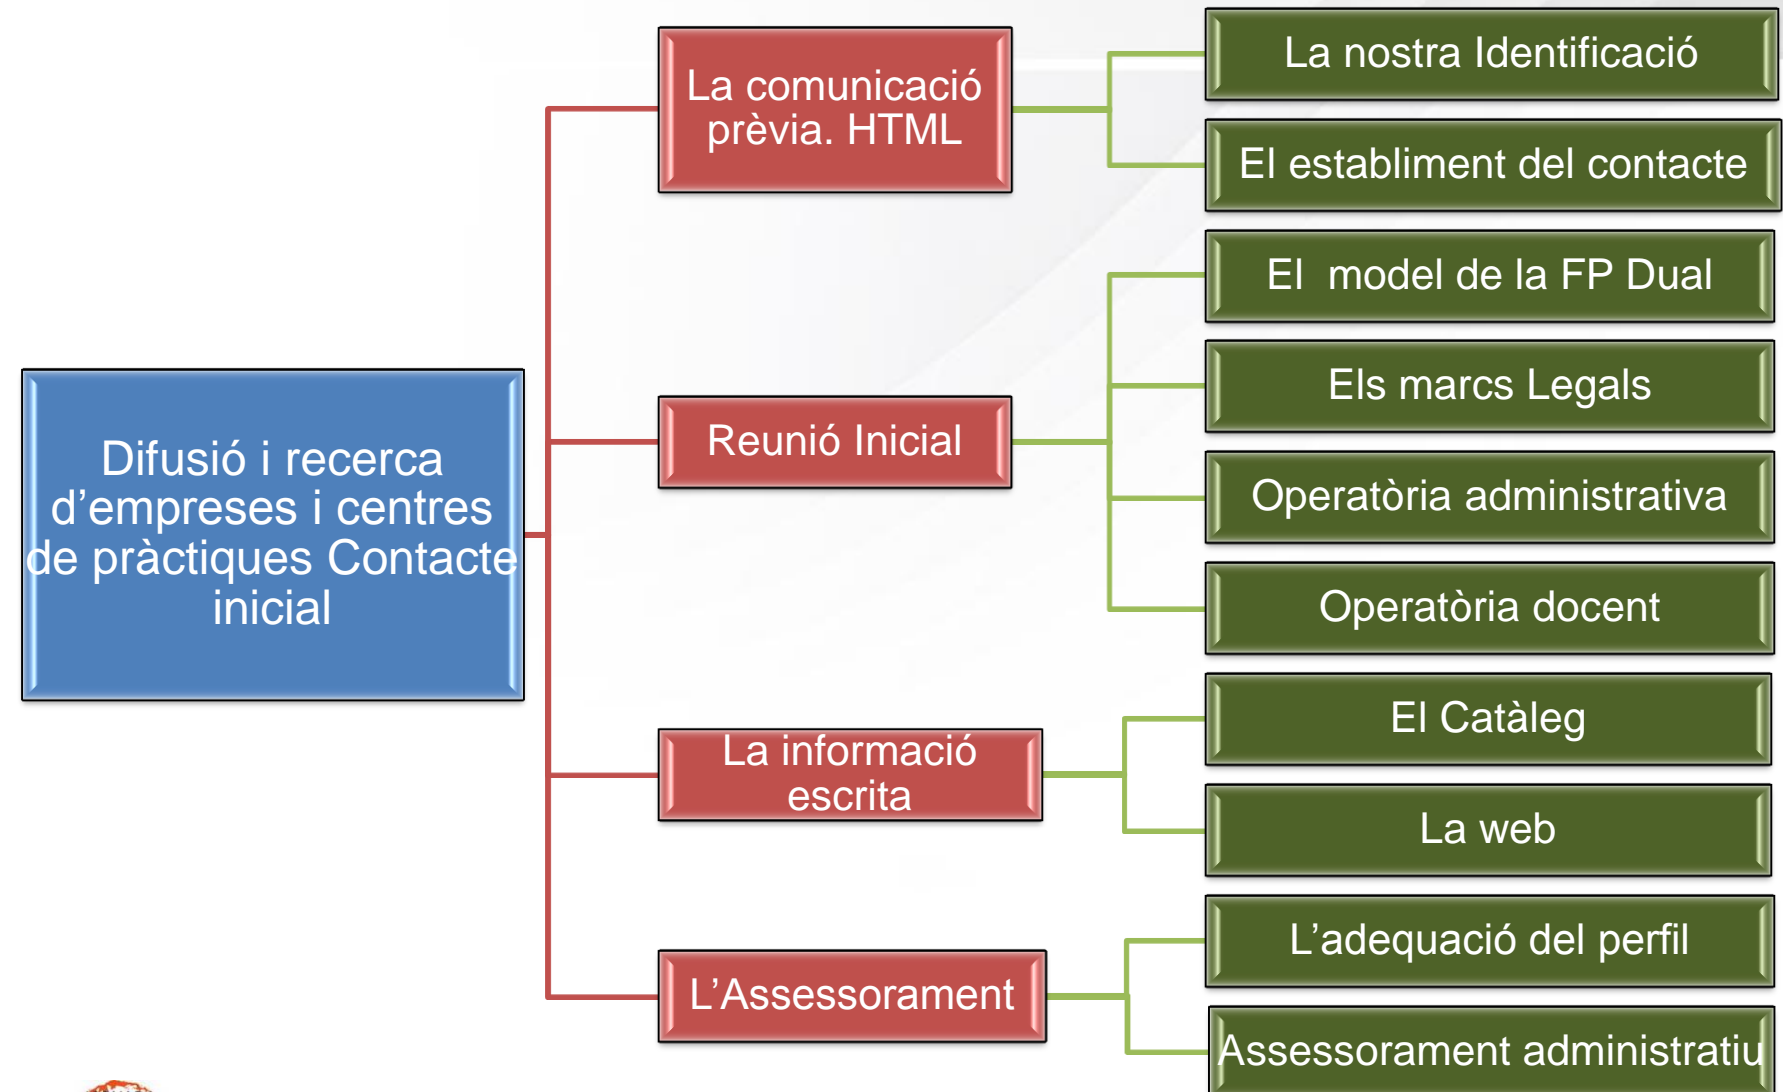 Difusió i recerca
d’empreses i centres
de pràctiques Contacte
inicial
La comunicació
prèvia. HTML
La nostra Identificació
El establiment del contacte
Reunió Inicial
El  model de la FP Dual
Els marcs Legals
Operatòria administrativa
Operatòria docent
La informació
escrita
El Catàleg
La web
L’Assessorament
L’adequació del perfil
Assessorament administratiu